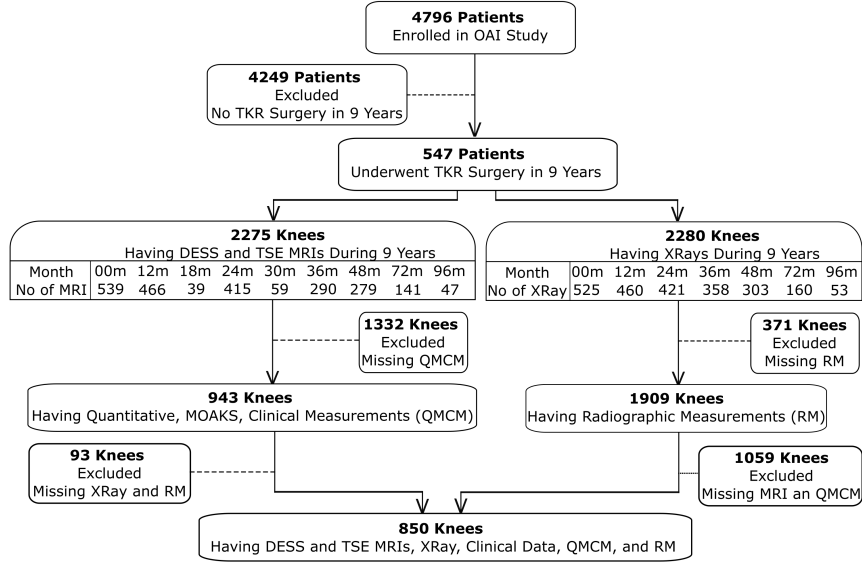 4796 Patients
Enrolled in OAI Study
4249 Patients
Excluded
No TKR Surgery in 9 Years
547 Patients
Underwent TKR Surgery in 9 Years
2275 Knees
Having DESS and TSE MRIs During 9 Years
Month 00m 12m 18m 24m 30m 36m 48m 72m 96m
No of MRI 539 466 39 415 59 290 279 141 47
2280 Knees
Having XRays During 9 Years
Month 00m 12m 24m 36m 48m 72m 96m
No of XRay 525 460 421 358 303 160 53
1332 Knees
Excluded
Missing QMCM
371 Knees
Excluded
Missing RM
943 Knees
Having Quantitative, MOAKS, Clinical Measurements (QMCM)
1909 Knees
Having Radiographic Measurements (RM)
93 Knees
Excluded
Missing XRay and RM
1059 Knees
Excluded
Missing MRI an QMCM
850 Knees
Having DESS and TSE MRIs, XRay, Clinical Data, QMCM, and RM